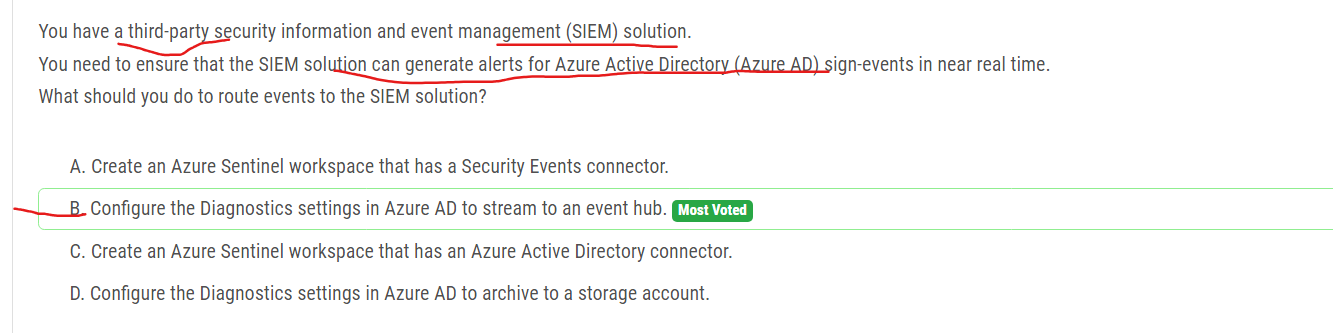 You have a third-party security information and event management (SIEM) solution.
You need to ensure that the SIEM solution can generate alerts for Azure Active Directory (Azure AD) sign-events in near real time.
What should you do to route events to the SIEM solution?
A. Create an Azure Sentinel workspace that has a Security Events connector.
B. Configure the Diagnostics settings in Azure AD to stream to an event hub. Most Voted
C. Create an Azure Sentinel workspace that has an Azure Active Directory connector.
D. Configure the Diagnostics settings in Azure AD to archive to a storage account.